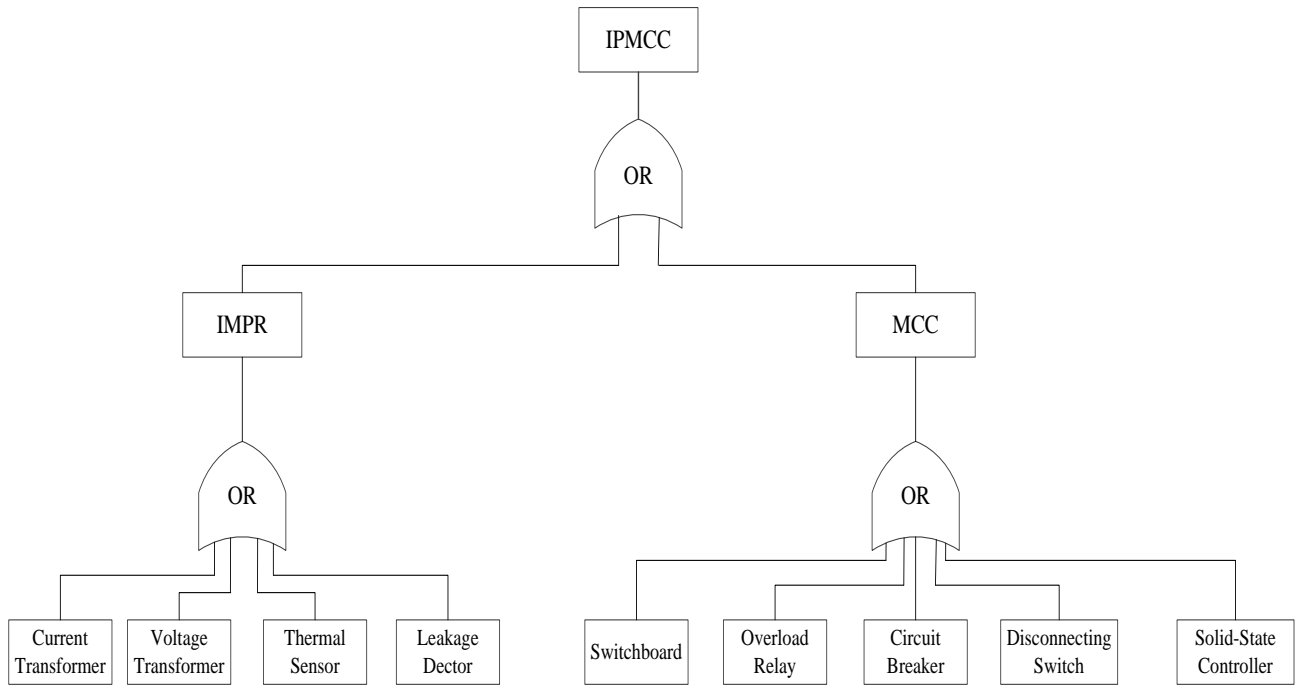 IPMCC
OR
IMPR
MCC
OR
OR
Current
Transformer
Voltage
Transformer
Thermal
Sensor
Leakage
Dector
Switchboard
Overload
Relay
Circuit
Breaker
Disconnecting
Switch
Solid-State
Controller